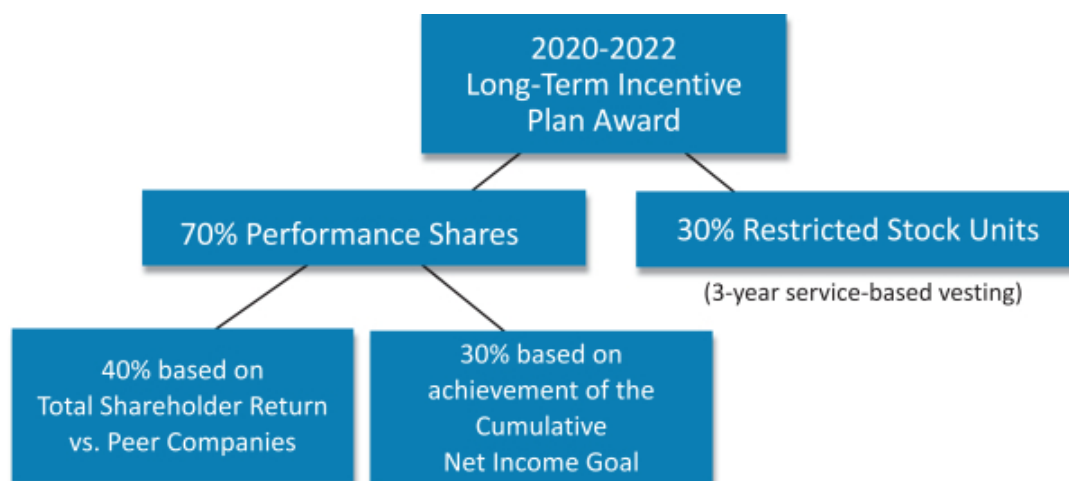 2020-2022
Long-Term Incentive
Plan Award
70% Performance Shares
30% Restricted Stock Units
(3-year service-based vesting)
40% based on
Total Shareholder Return
vs. Peer Companies
30% based on
achievement of the
Cumulative
Net Income Goal